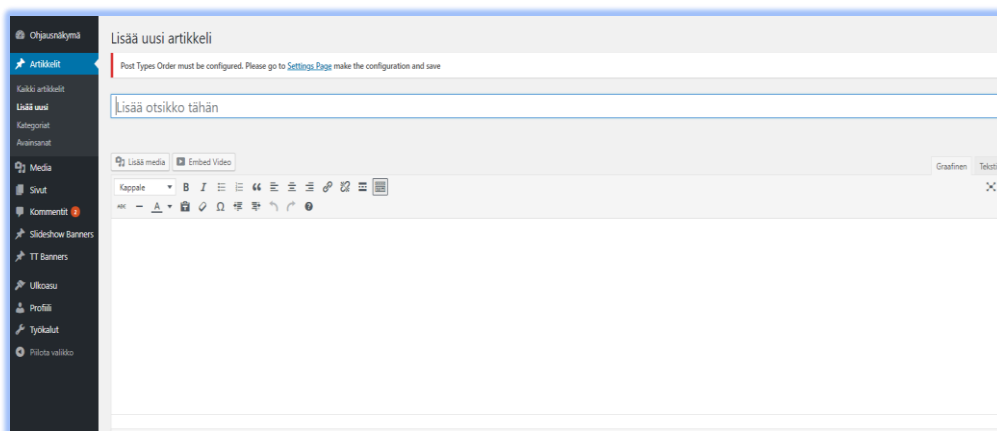 Ohjausnäkymä
Artikkelit
Kaikki artikkelit
Lisää uusi
Kategoriat
Avainsanat
Media
Sivut
Kommentit 3
Slideshow Banners
TT Banners
Ulkoasu
Profiili
Työkalut
Piilota valikko
Lisää uusi artikkeli
Post Types Order must be configured. Please go to Settings Page make the configuration and save
Lisää otsikko tähän
Lisää media Embed Video
Graafinen Teksti
Kappale B I
ABC A Ω